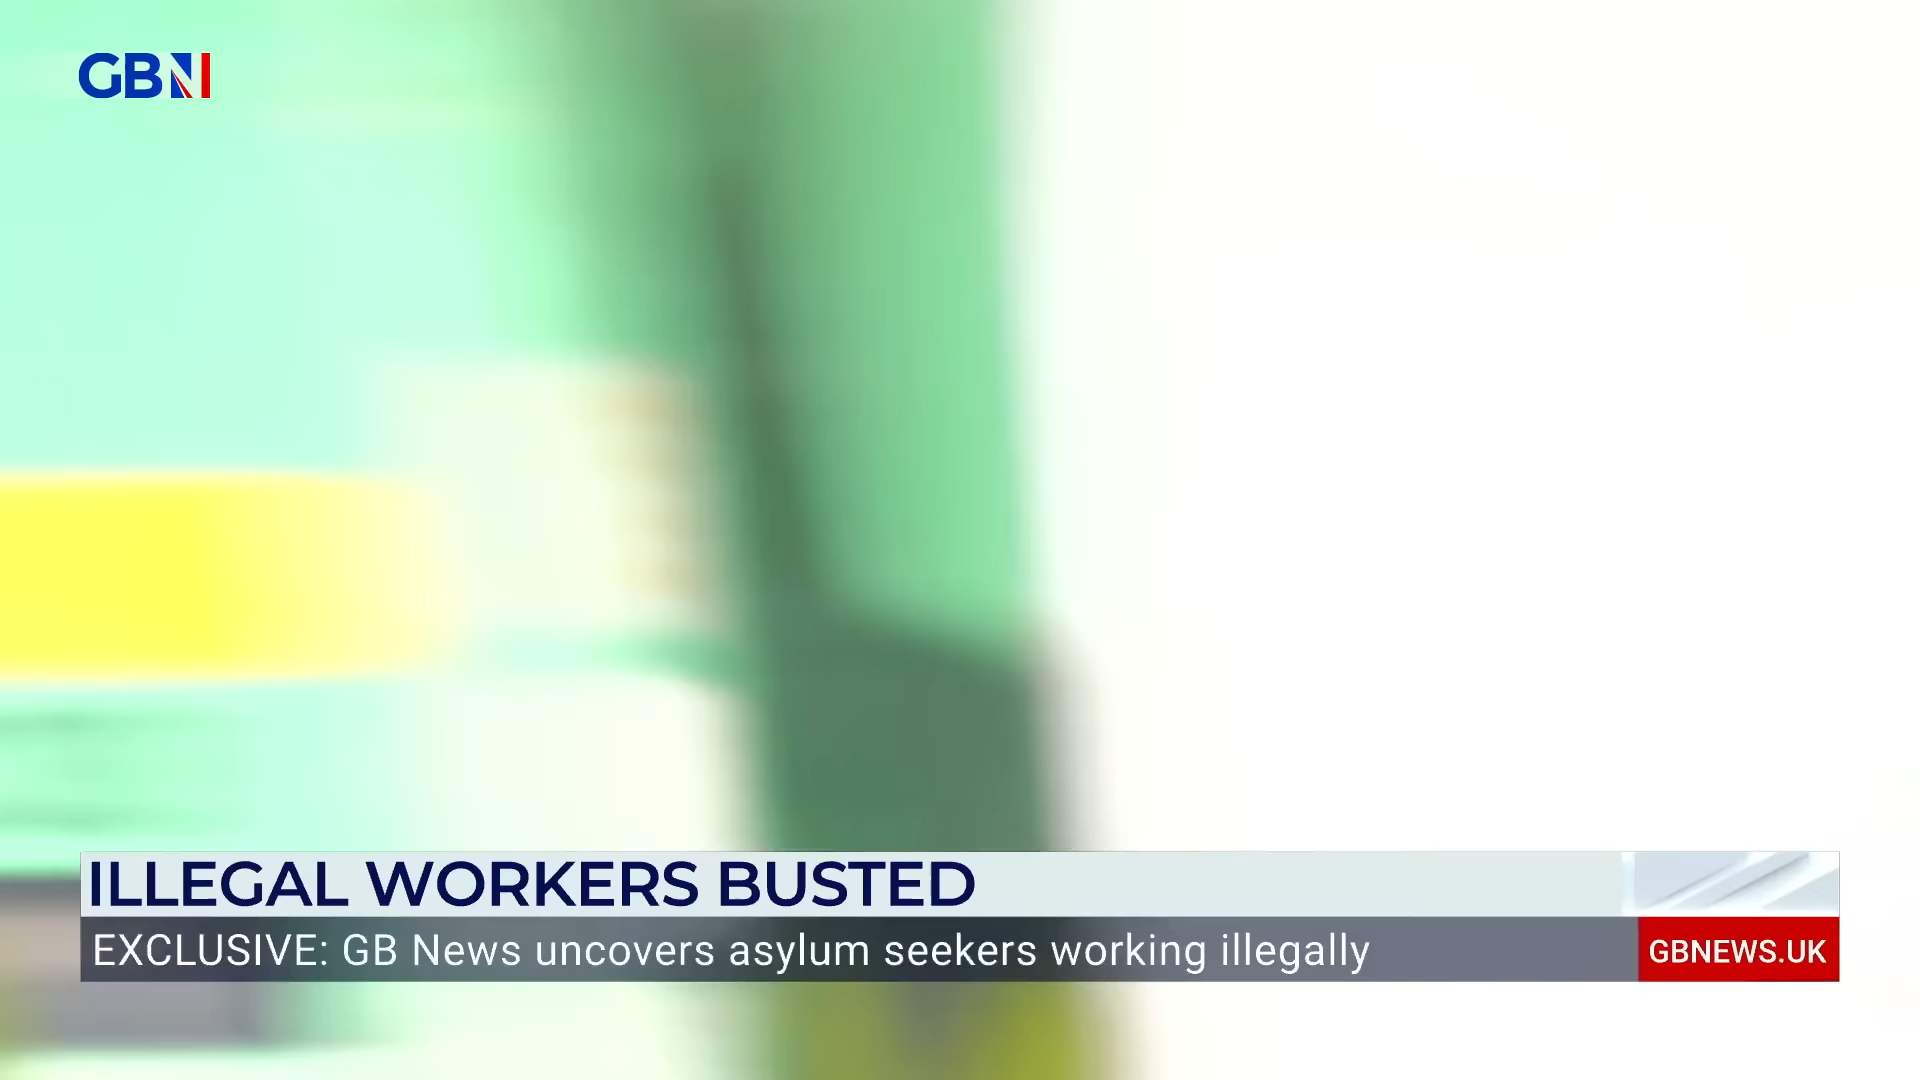 GBN
ILLEGAL WORKERS BUSTED
EXCLUSIVE: GB News uncovers asylum seekers working illegally
GBNEWS.UK